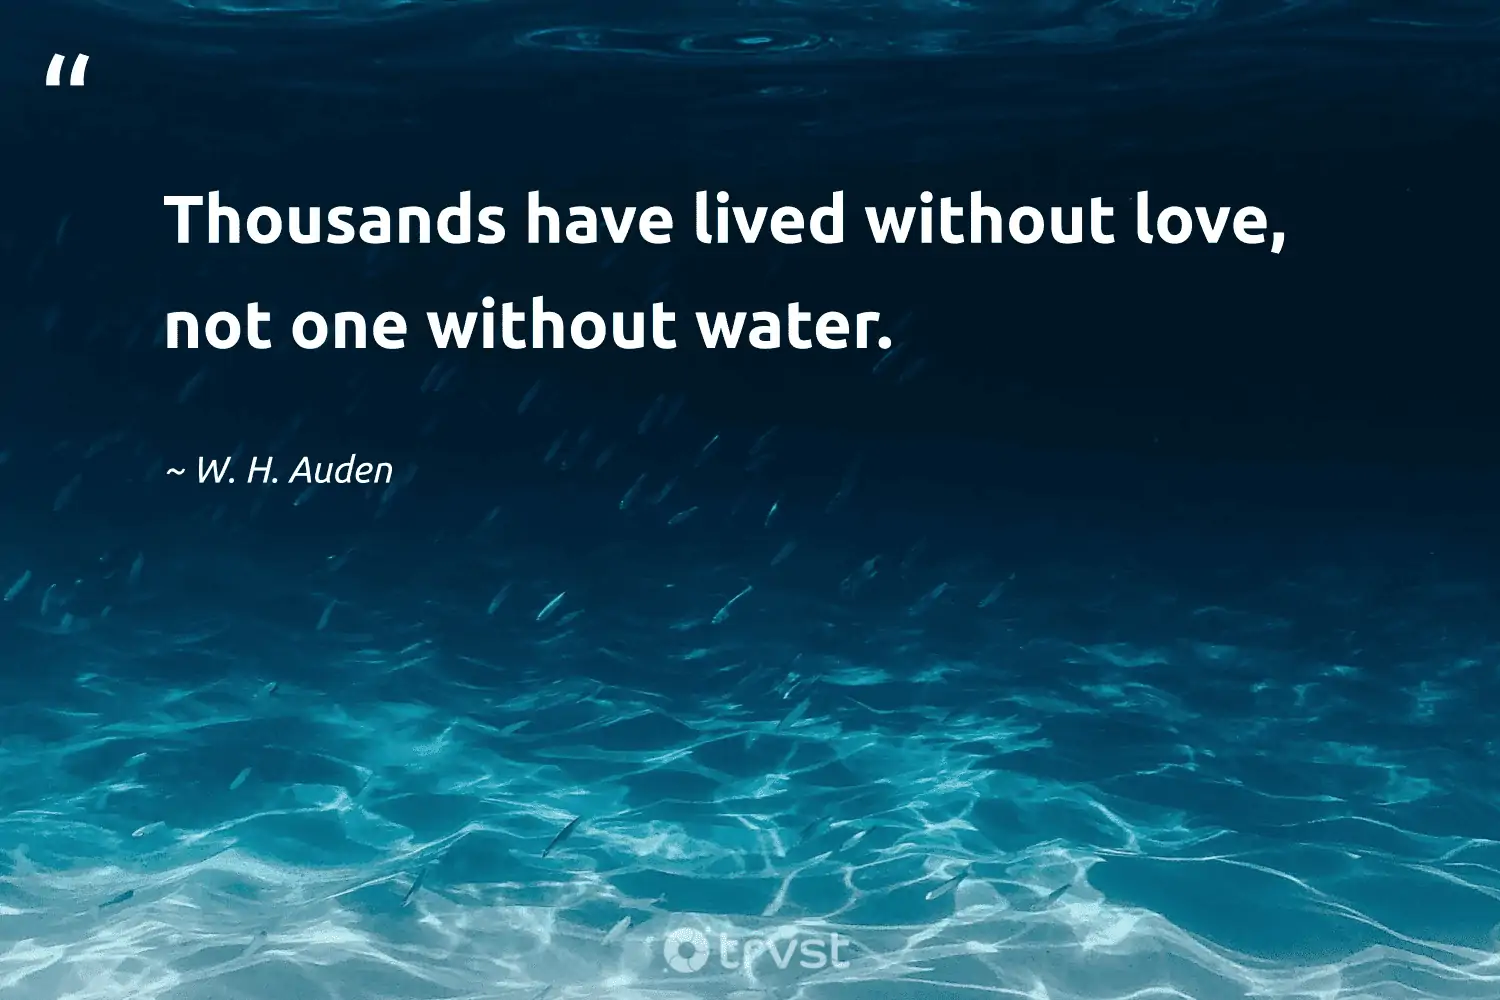 “
Thousands have lived without love,
not one without water.
~ W. H. Auden
trvst